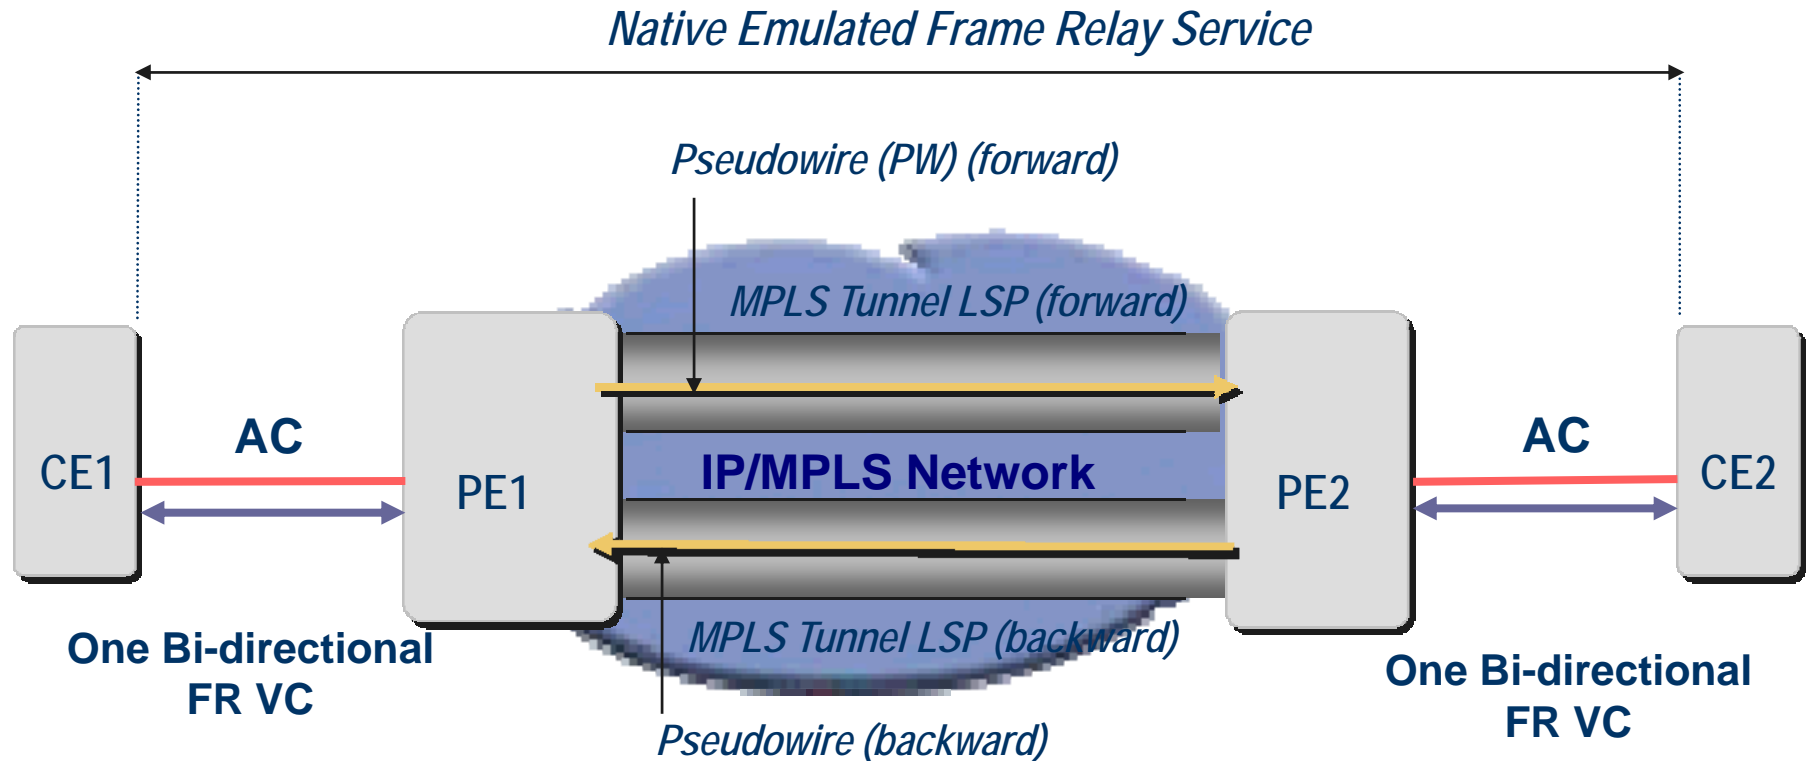 Native Emulated Frame Relay Service
Pseudowire (PW) (forward)
MPLS Tunnel LSP (forward)
AC
AC
CE1
PE1
IP/MPLS Network
PE2
CE2
One Bi-directional
FR VC
MPLS Tunnel LSP (backward)
One Bi-directional
FR VC
Pseudowire (backward)